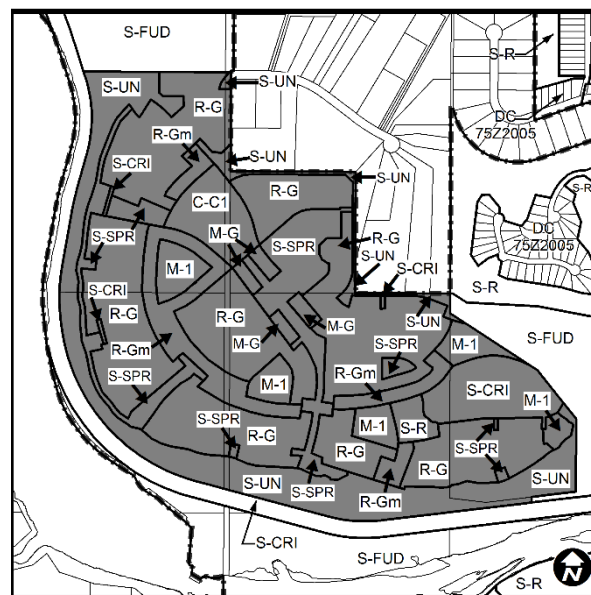 S-FUD
S-R
S-UN
S-UN
R-G
DC
75Z2005
R-Gm
S-UN
S-CRI
S-UN
R-G
S-R
C-C1
DC
75Z2005
M-G
S-SPR
R-G
S-SPR
S-UN
M-1
S-CRI
S-R
S-CRI
R-G
R-G
M-G
S-UN
S-FUD
R-Gm
M-G
S-SPR
M-1
R-Gm
S-SPR
M-1
S-CRI
M-1
S-SPR
M-1
S-R
S-SPR
R-G
R-G
R-G
S-UN
S-UN
S-SPR
R-Gm
S-CRI
S-FUD
S-R
N